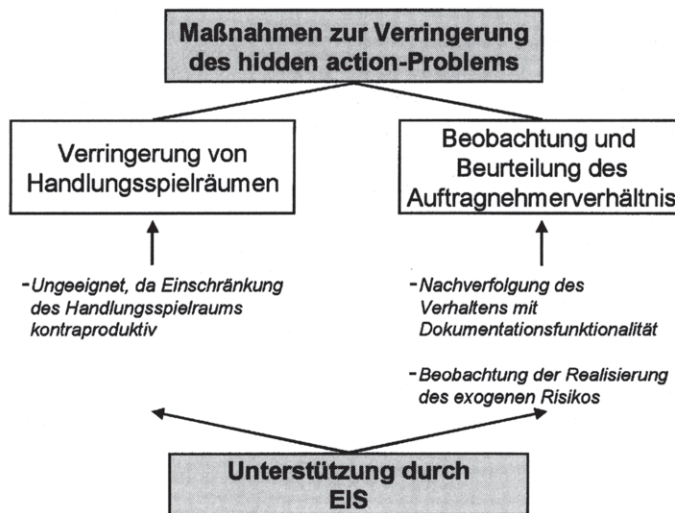 Maßnahmen zur Verringerung
des hidden action-Problems
Verringerung von
Handlungsspielräumen
Beobachtung und
Beurteilung des
Auftragnehmerverhältnis
-Ungeeignet, da Einschränkung
des Handlungsspielraums
kontraproduktiv
-Nachverfolgung des
Verhaltens mit
Dokumentationsfunktionalität
-Beobachtung der Realisierung
des exogenen Risikos
Unterstützung durch
EIS